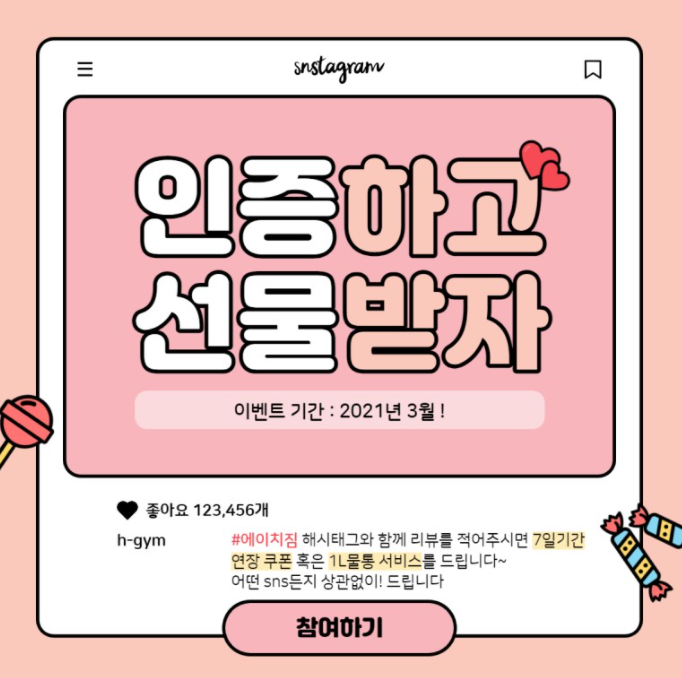 snstagram
인증하고
선물받자
이벤트 기간 : 2021년 3월 !
좋아요 123,456개
h-gym
#에이치짐 해시태그와 함께 리뷰를 적어주시면 7일기간
연장 쿠폰 혹은 1L물통 서비스를 드립니다~
어떤 sns든지 상관없이! 드립니다
참여하기